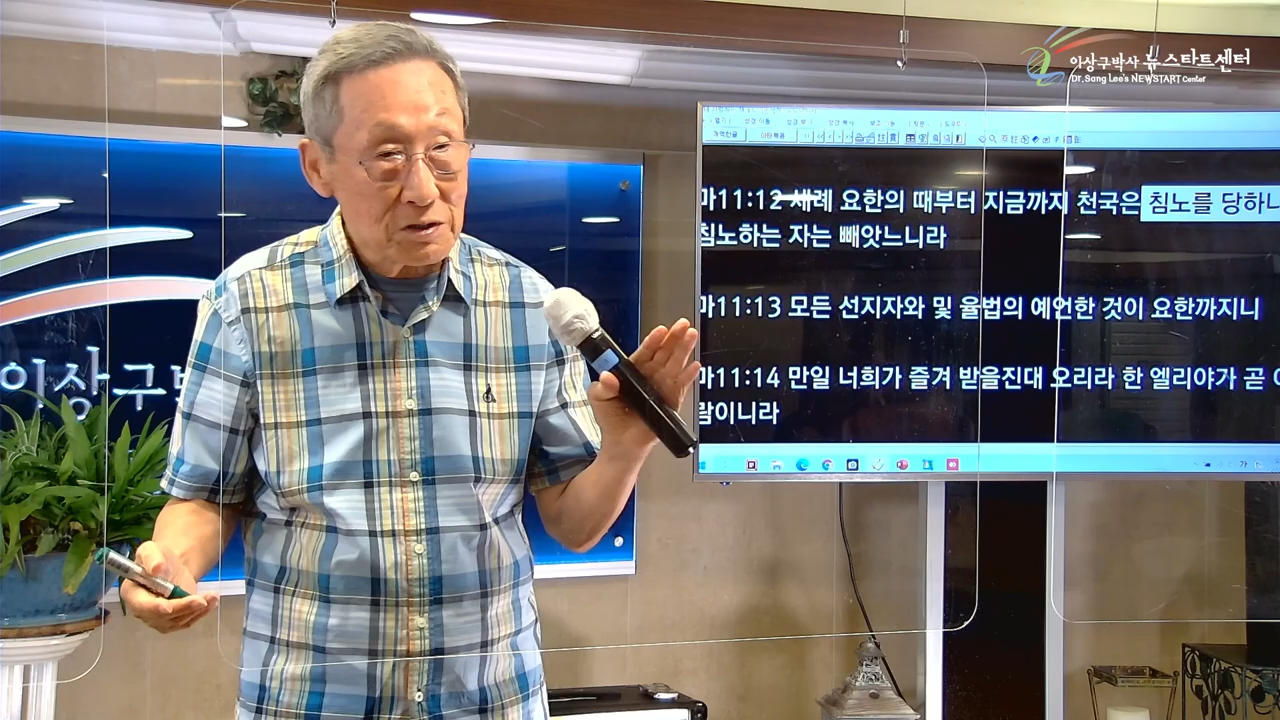 이상구박사 뉴스타트센터
Dr. Sang Lee's NEWSTART Center
개역한글
마11:12 세례 요한의 때부터 지금까지 천국은 침노를 당하나
침노하는 자는 빼앗느니라
마11:13 모든 선지자와 및 율법의 예언한 것이 요한까지니
마11:14 만일 너희가 즐겨 받을진대 오리라 한 엘리야가 곧
람이니라
이상구